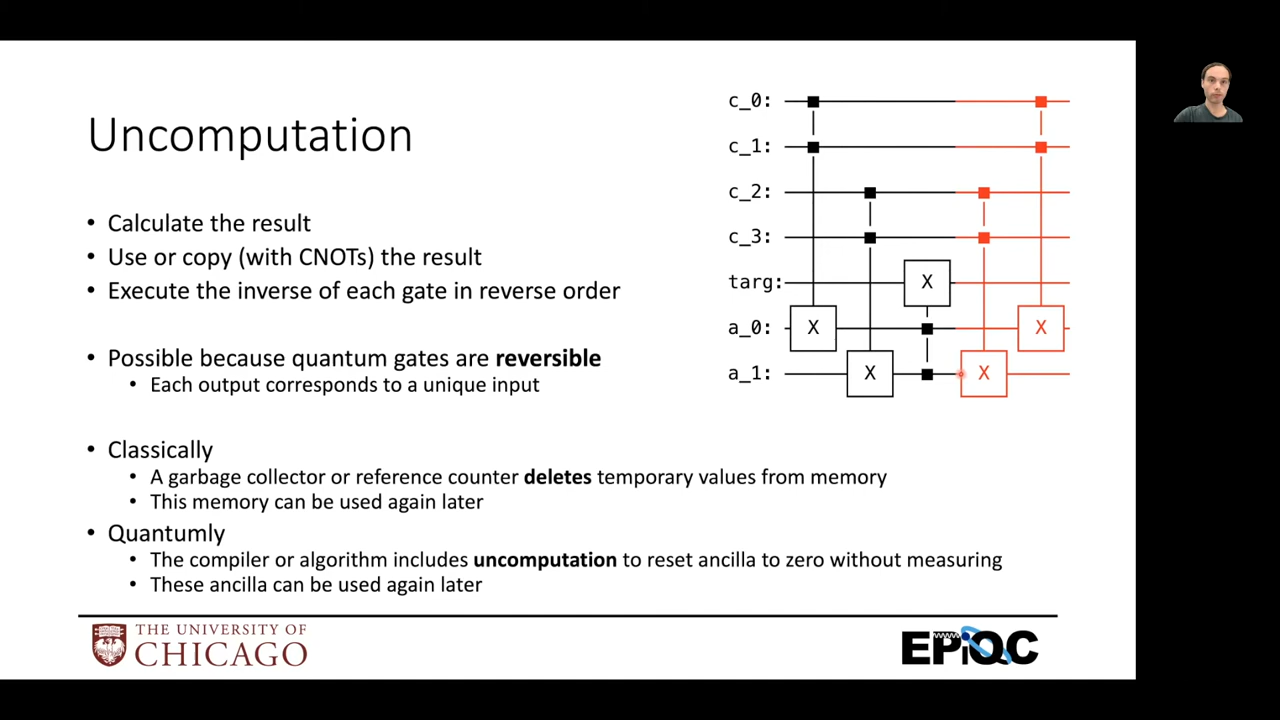 Uncomputation
• Calculate the result
• Use or copy (with CNOTs) the result
• Execute the inverse of each gate in reverse order
• Possible because quantum gates are reversible
• Each output corresponds to a unique input
• Classically
• A garbage collector or reference counter deletes temporary values from memory
• This memory can be used again later
• Quantumly
• The compiler or algorithm includes uncomputation to reset ancilla to zero without measuring
• These ancilla can be used again later
c_0:
c_1:
c_2:
c_3:
targ: X
a_0: X X
a_1: X X
THE UNIVERSITY OF
CHICAGO
EPiQC